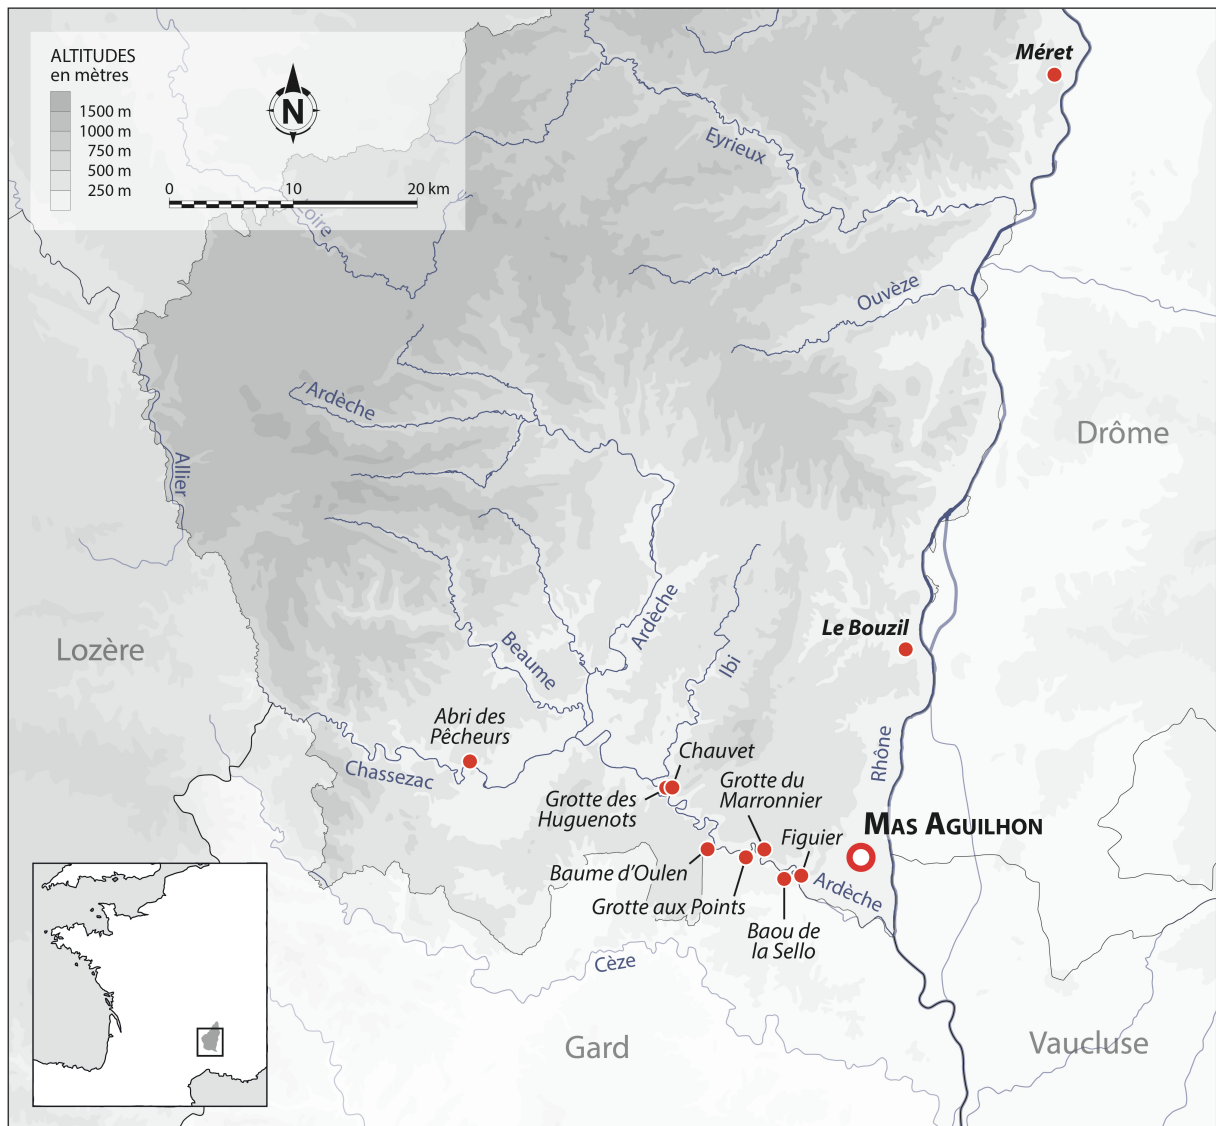 ALTITUDES
en mètres
1500 m
1000 m
750 m
500 m
250 m
N
0 10 20 km
Méret
Eyrieux
Loire
Ouvèze
Ardèche
Drôme
Allier
Ardèche
Le Bouzil
Lozère
Beaume
Ibi
Abri des
Pêcheurs
Rhône
Chauvet
Chassezac
Grotte du
Marronnier
Grotte des
Huguenots
MAS AGUILHON
Figuier
Baume d’Oulen
Ardèche
Grotte aux Points
Baou de
la Sello
Cèze
Gard
Vaucluse